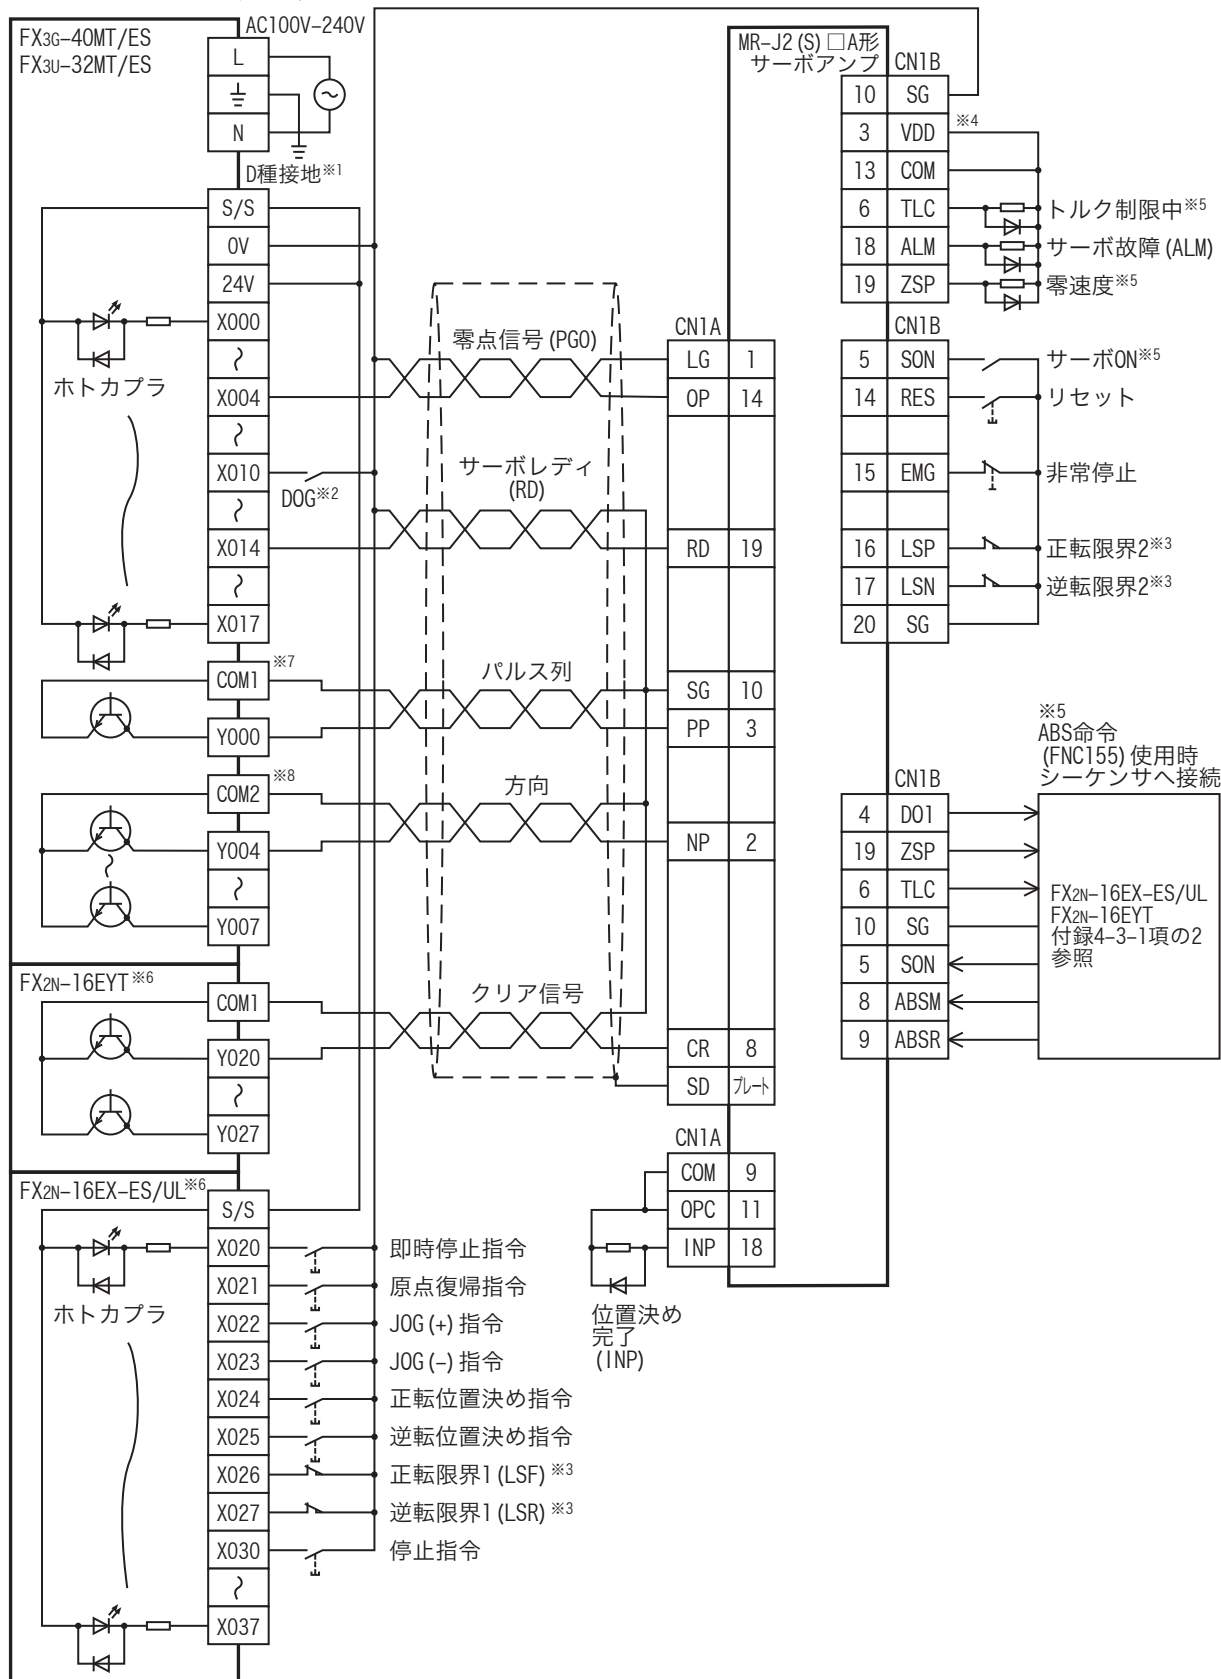 FX3G-40MT/ES
FX3U-32MT/ES
AC100V-240V
L
N
D種接地※1
S/S
0V
24V
X000
X004
X010
X014
X017
ホトカプラ
DOG※2
COM1
※7
Y000
COM2
※8
Y004
Y007
FX2N-16EYT※6
COM1
Y020
Y027
FX2N-16EX-ES/UL※6
S/S
X020
即時停止指令
X021
原点復帰指令
ホトカプラ
X022
JOG(+)指令
X023
JOG(-)指令
X024
正転位置決め指令
X025
逆転位置決め指令
X026
正転限界1(LSF)※3
X027
逆転限界1(LSR)※3
X030
停止指令
X037
零点信号(PG0)
サーボレディ
(RD)
パルス列
方向
クリア信号
CN1A
LG 1
OP 14
RD 19
SG 10
PP 3
NP 2
CR 8
SD プレート
CN1A
COM 9
OPC 11
INP 18
位置決め
完了
(INP)
MR-J2(S)□A形
サーボアンプ
CN1B
10 SG
3 VDD
※4
13 COM
6 TLC
トルク制限中※5
18 ALM
サーボ故障(ALM)
19 ZSP
零速度※5
CN1B
5 SON
サーボON※5
14 RES
リセット
15 EMG
非常停止
16 LSP
正転限界2※3
17 LSN
逆転限界2※3
20 SG
※5
ABS命令
(FNC155)使用時
シーケンサへ接続
CN1B
4 DO1
19 ZSP
6 TLC
10 SG
5 SON
8 ABSM
9 ABSR
FX2N-16EX-ES/UL
FX2N-16EYT
付録4-3-1項の2
参照